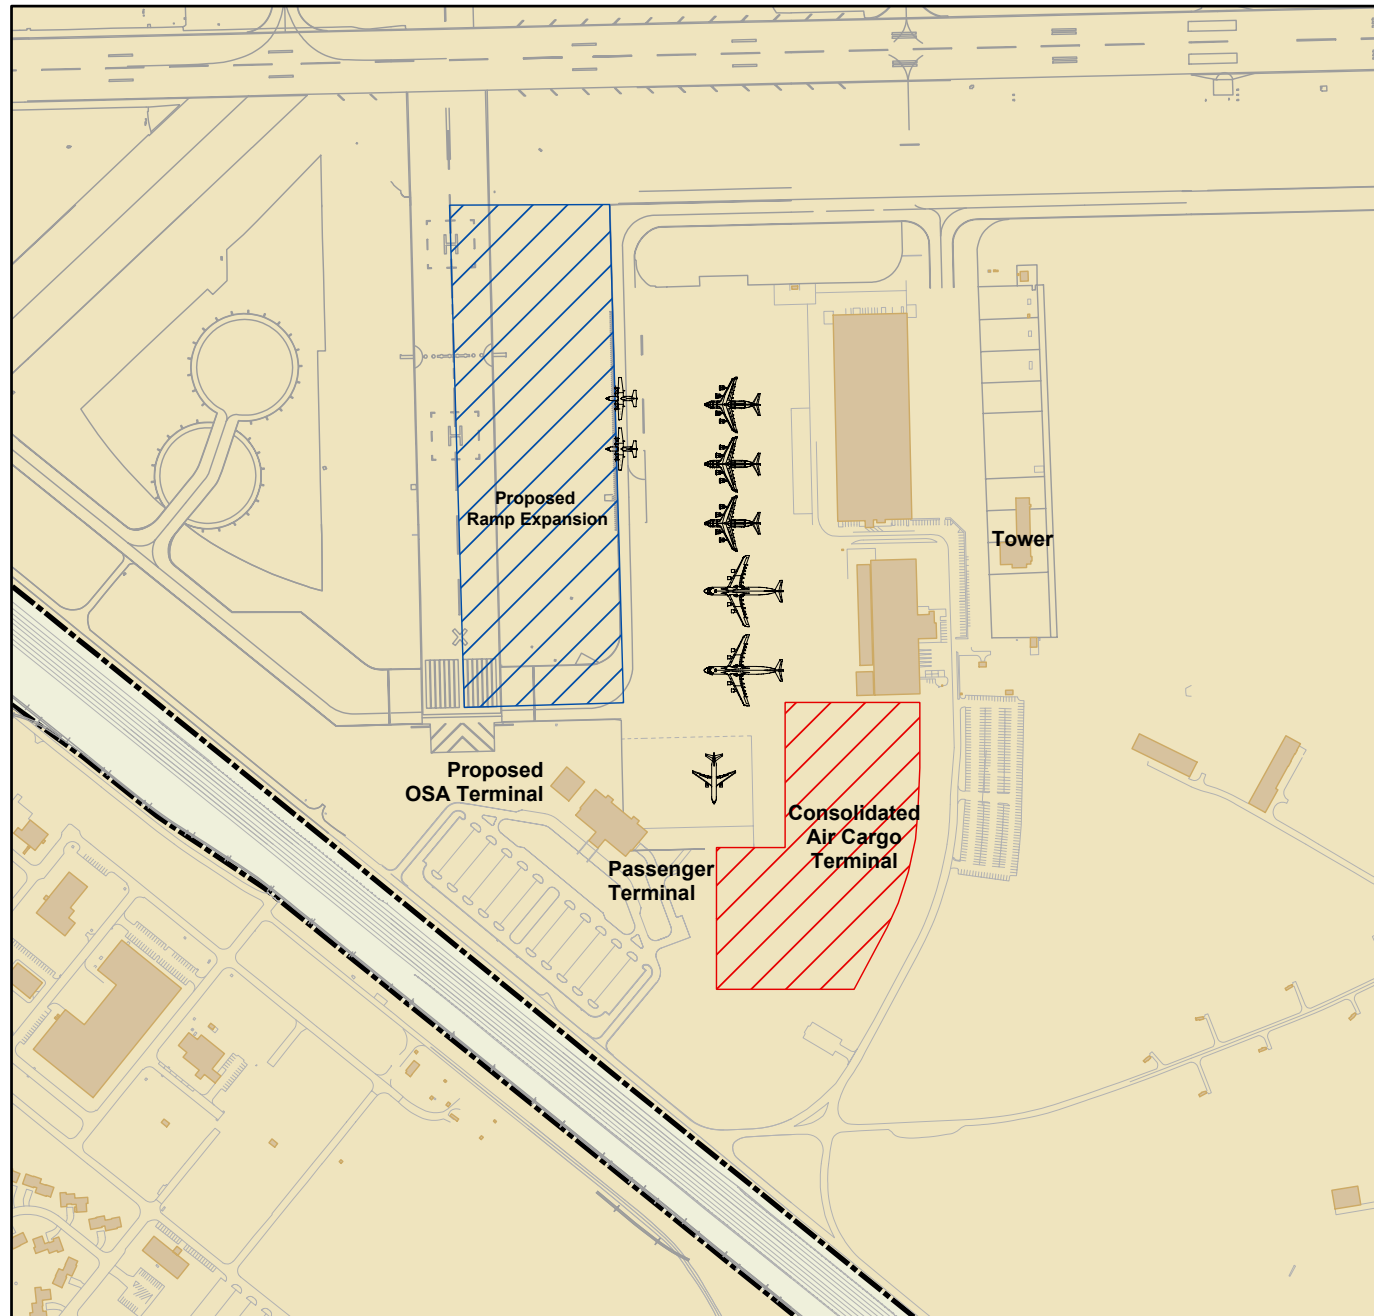 Proposed
Ramp Expansion
Tower
Proposed
OSA Terminal
Consolidated
Air Cargo
Terminal
Passenger
Terminal